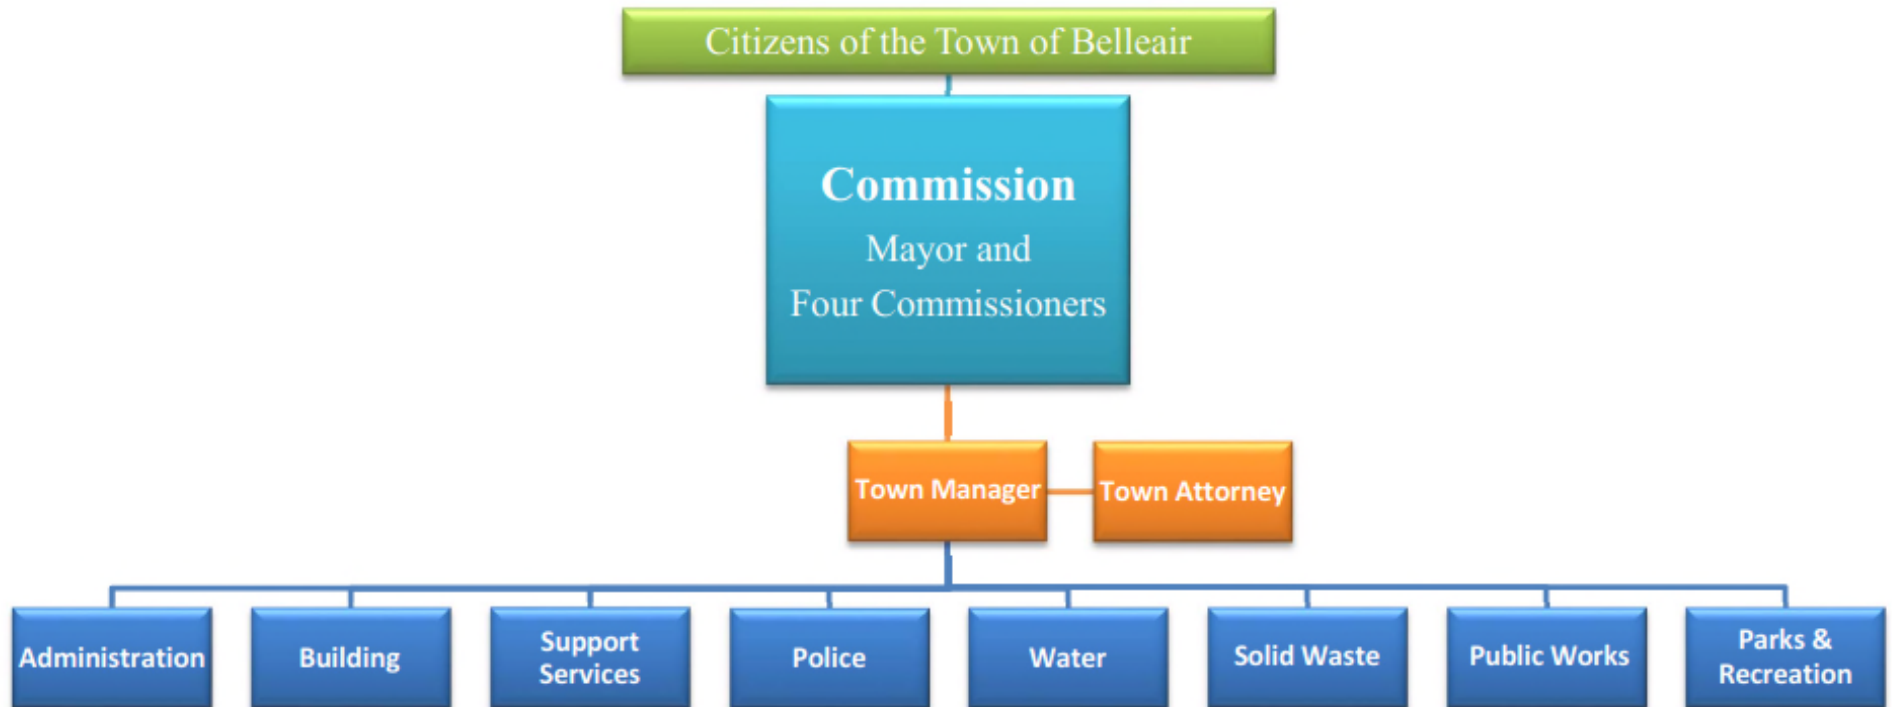 Citizens of the Town of Belleair
Commission
Mayor and
Four Commissioners
Town Manager
Town Attorney
Administration
Building
Support
Services
Police
Water
Solid Waste
Public Works
Parks &
Recreation